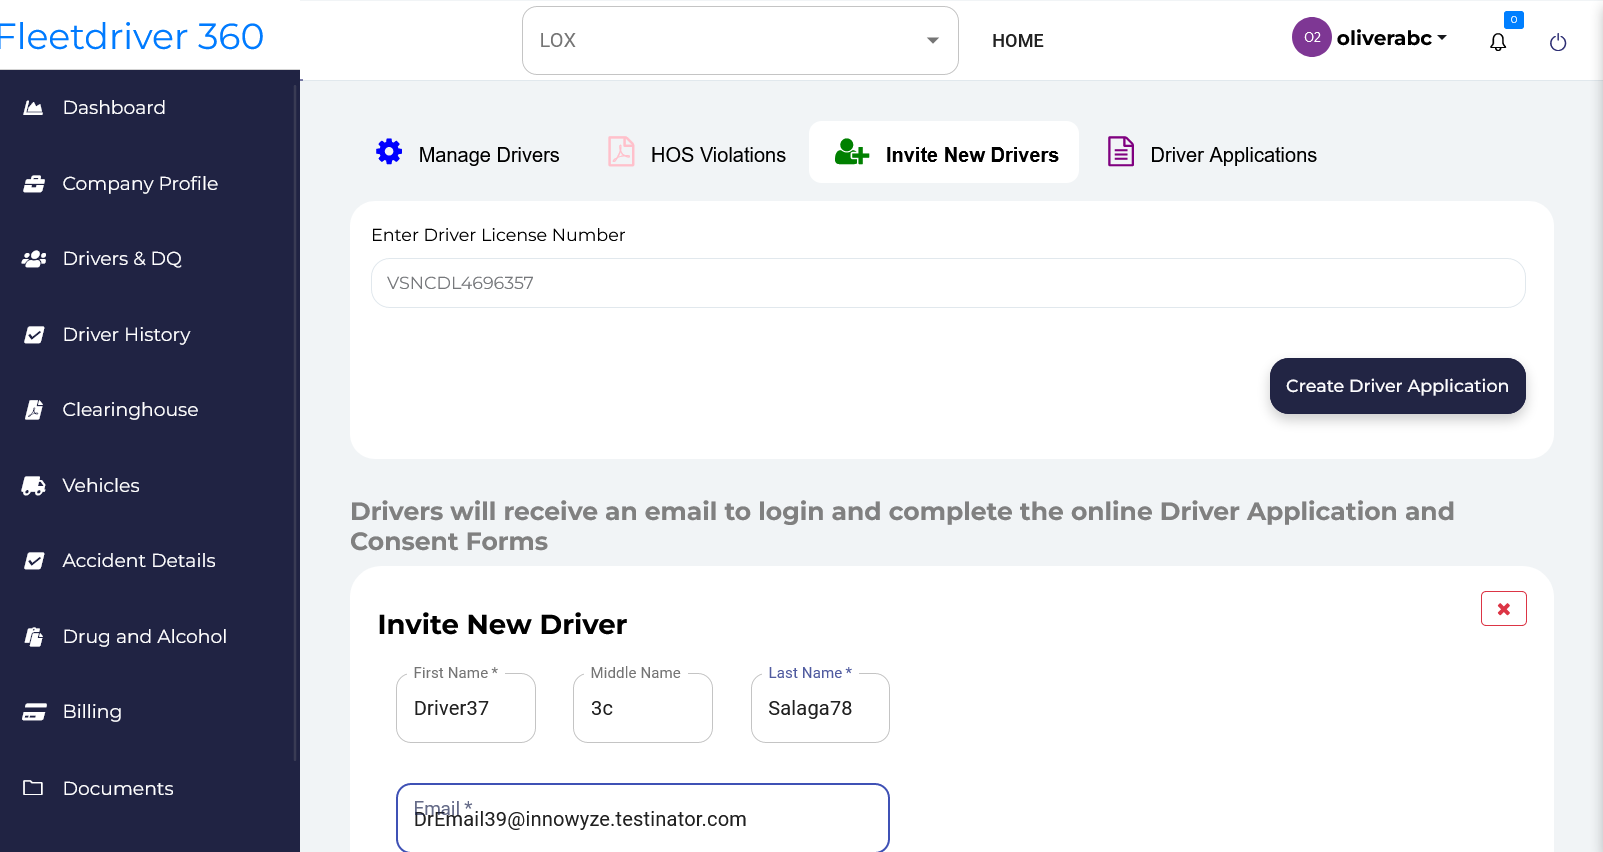 Fleetdriver 360
LOX
HOME
O2
oliverabc
0
Dashboard
Company Profile
Drivers & DQ
Driver History
Clearinghouse
Vehicles
Accident Details
Drug and Alcohol
Billing
Documents
Manage Drivers
HOS Violations
Invite New Drivers
Driver Applications
Enter Driver License Number
VSNCDL4696357
Create Driver Application
Drivers will receive an email to login and complete the online Driver Application and
Consent Forms
Invite New Driver
First Name *
Middle Name
Last Name *
Driver37
3c
Salaga78
Email *
DrEmail39@innowyze.testinator.com